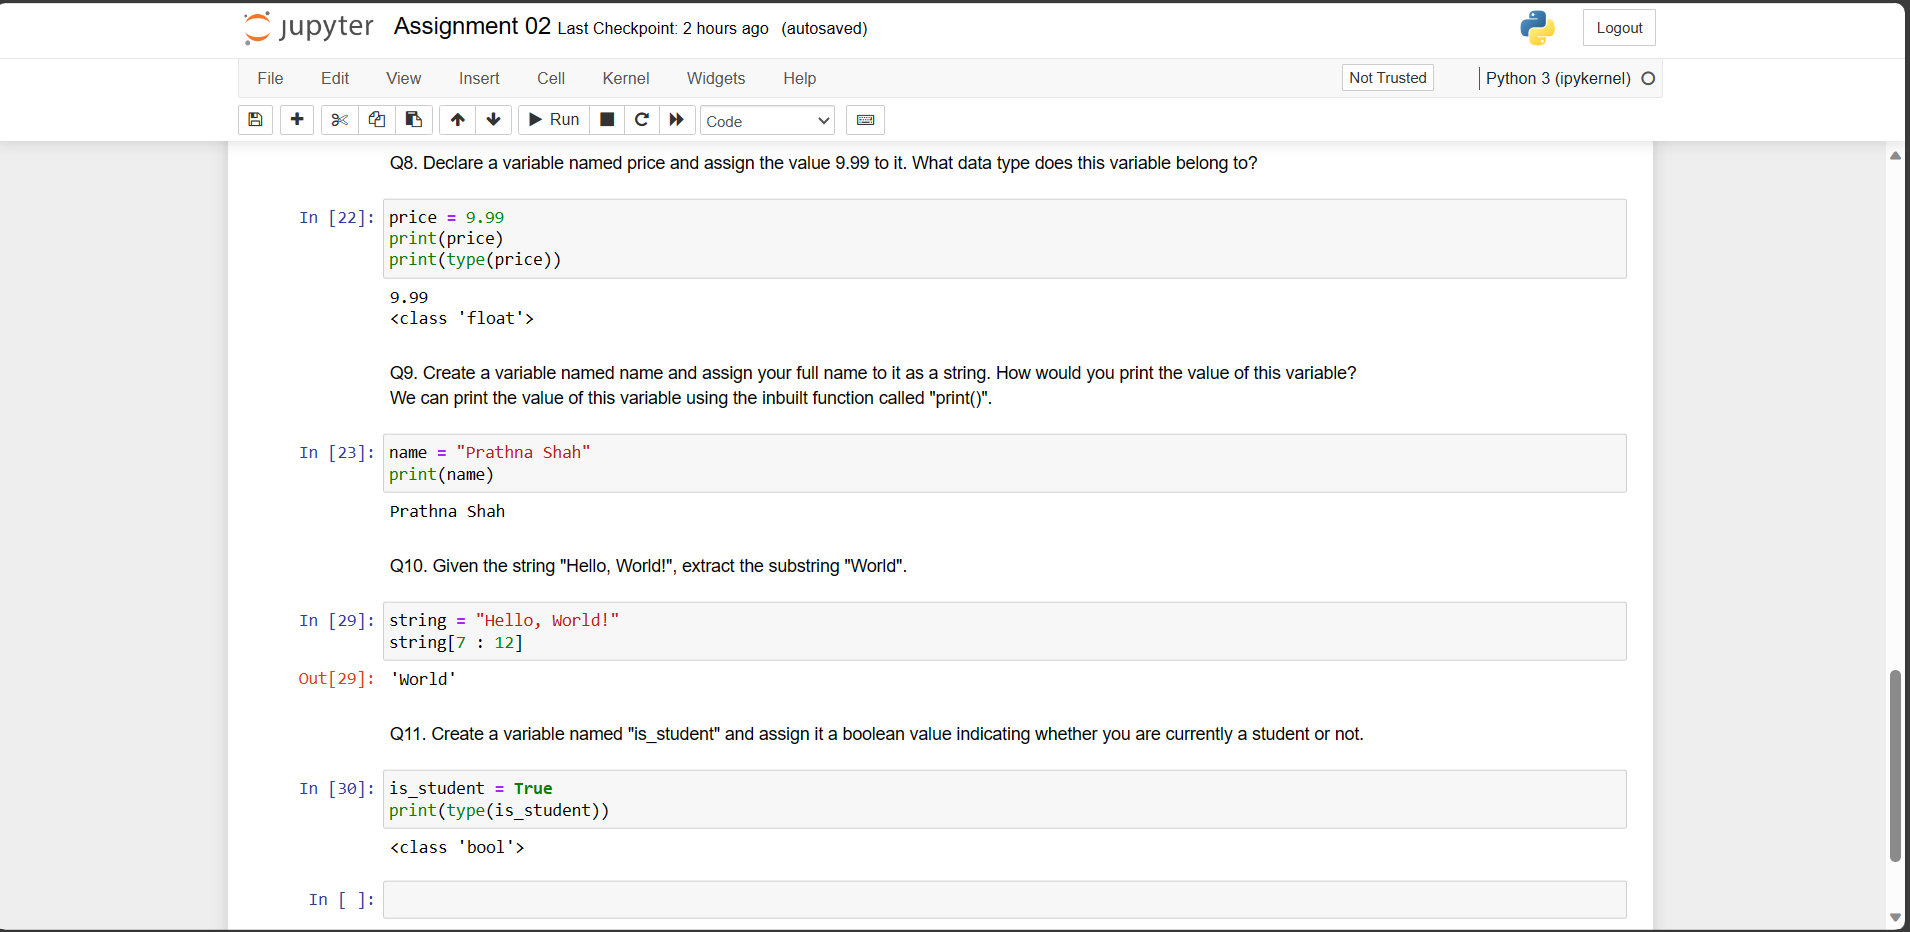 jupyter Assignment 02 Last Checkpoint: 2 hours ago (autosaved) Logout
File Edit View Insert Cell Kernel Widgets Help Not Trusted Python 3 (ipykernel)
Run Code
Q8. Declare a variable named price and assign the value 9.99 to it. What data type does this variable belong to?
In [22]: price = 9.99
print(price)
print(type(price))
9.99
<class 'float'>
Q9. Create a variable named name and assign your full name to it as a string. How would you print the value of this variable?
We can print the value of this variable using the inbuilt function called "print()".
In [23]: name = "Prathna Shah"
print(name)
Prathna Shah
Q10. Given the string "Hello, World!", extract the substring "World".
In [29]: string = "Hello, World!"
string[7 : 12]
Out[29]: 'World'
Q11. Create a variable named "is_student" and assign it a boolean value indicating whether you are currently a student or not.
In [30]: is_student = True
print(type(is_student))
<class 'bool'>
In [ ]: